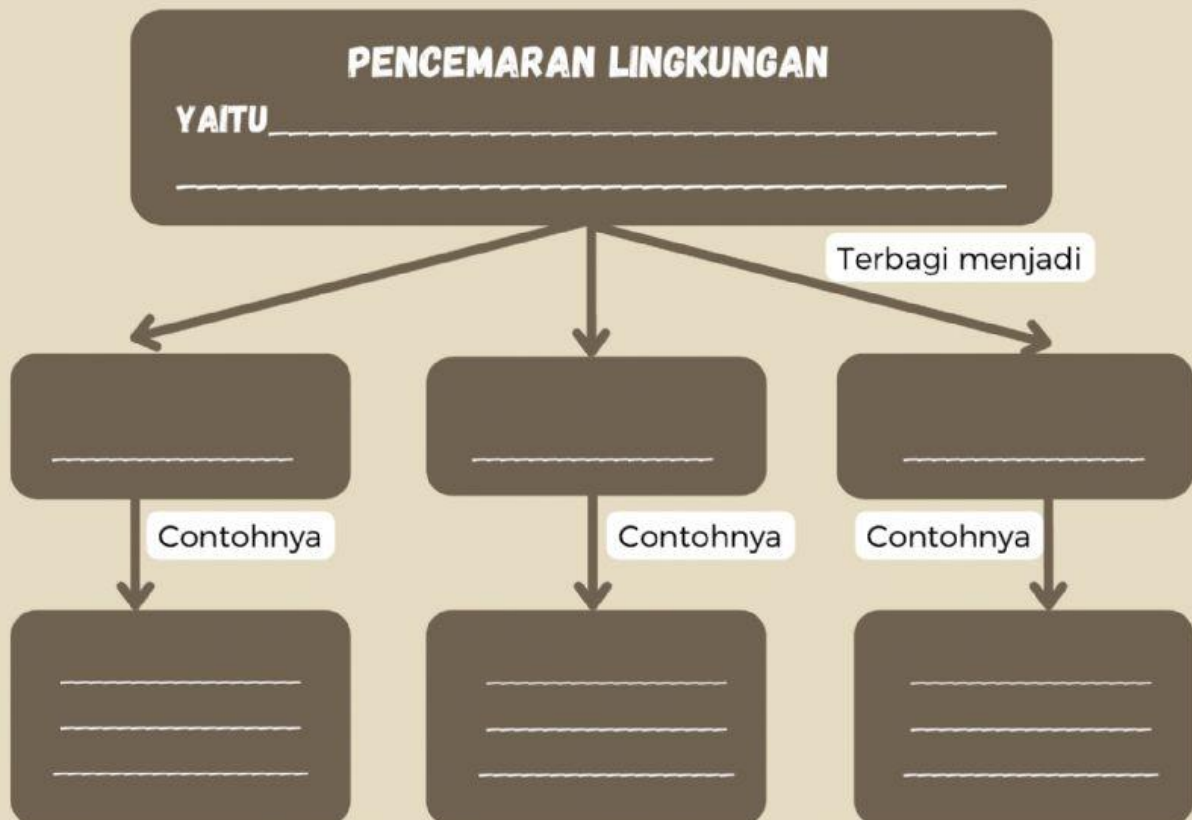 PENCEMARAN LINGKUNGAN
YAITU
Terbagi menjadi
Contohnya
Contohnya
Contohnya